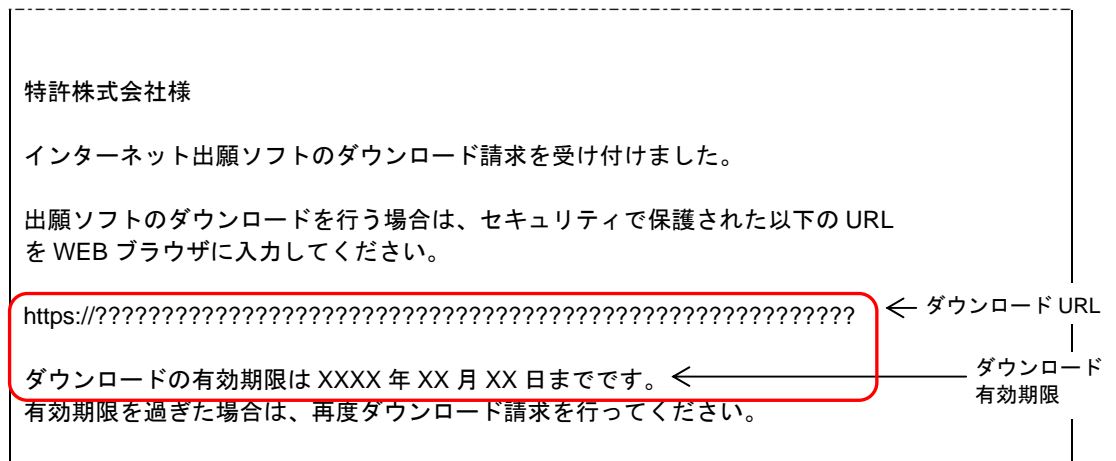 特許株式会社様
インターネット出願ソフトのダウンロード請求を受け付けました。
出願ソフトのダウンロードを行う場合は、セキュリティで保護された以下の URL
を WEB ブラウザに入力してください。
https://?????????????????????????????????????????????????????????
ダウンロード URL
ダウンロードの有効期限は XXXX 年 XX 月 XX 日までです。
ダウンロード
有効期限
有効期限を過ぎた場合は、再度ダウンロード請求を行ってください。